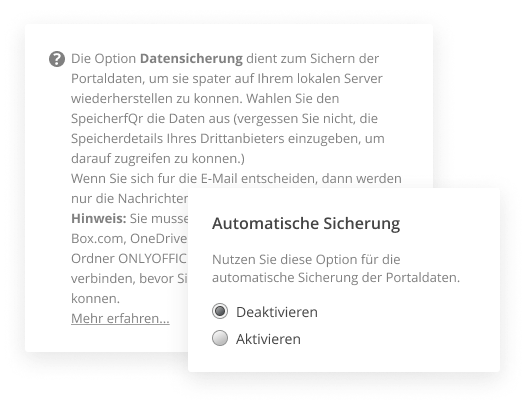 Die Option Datensicherung dient zum Sichern der
Portaldaten, um sie spater auf Ihrem lokalen Server
wiederherstellen zu konnen. Wahlen Sie den
SpeicherfQr die Daten aus (vergessen Sie nicht, die
Speicherdetails Ihres Drittanbieters einzugeben, um
darauf zugreifen zu konnen.)
Wenn Sie sich fur die E-Mail entscheiden, dann werden
nur die Nachrichten
Hinweis: Sie musse
Box.com, OneDrive
Ordner ONLYOFFIC
verbinden, bevor Si
konnen.
Mehr erfahren...
Automatische Sicherung
Nutzen Sie diese Option für die
automatische Sicherung der Portaldaten.
Deaktivieren
Aktivieren